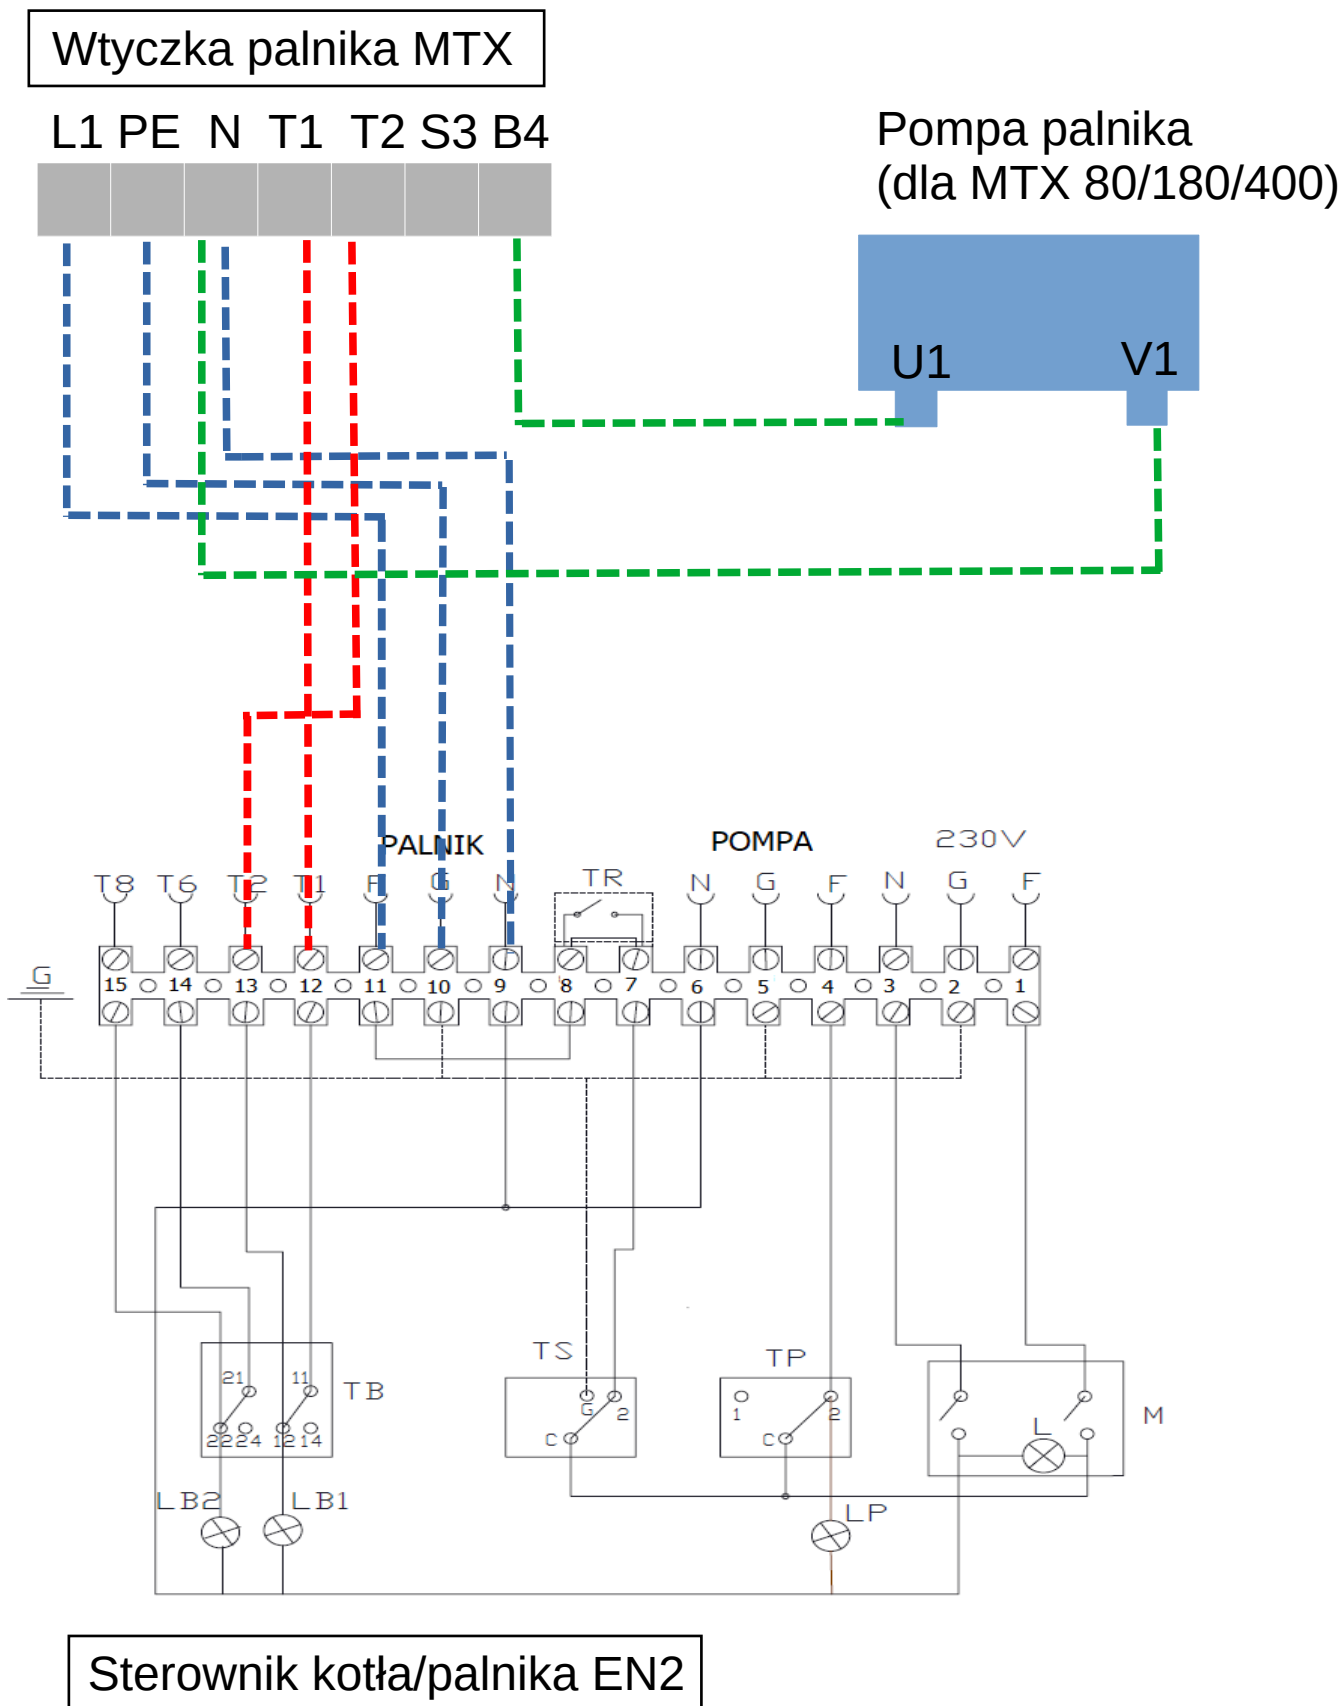 Wtyczka palnika MTX
L1 PE N T1 T2 S3 B4
Pompa palnika
(dla MTX 80/180/400)
U1 V1
PALNIK POMPA 230V
T8 T6 T2 T1 F G N TR N G F N G F
G
15 14 13 12 11 10 9 8 7 6 5 4 3 2 1
TS TP
21 11 TB G 2 1 2 M
22 24 12 14 C C L
LB2 LB1 LP
Sterownik kotła/palnika EN2